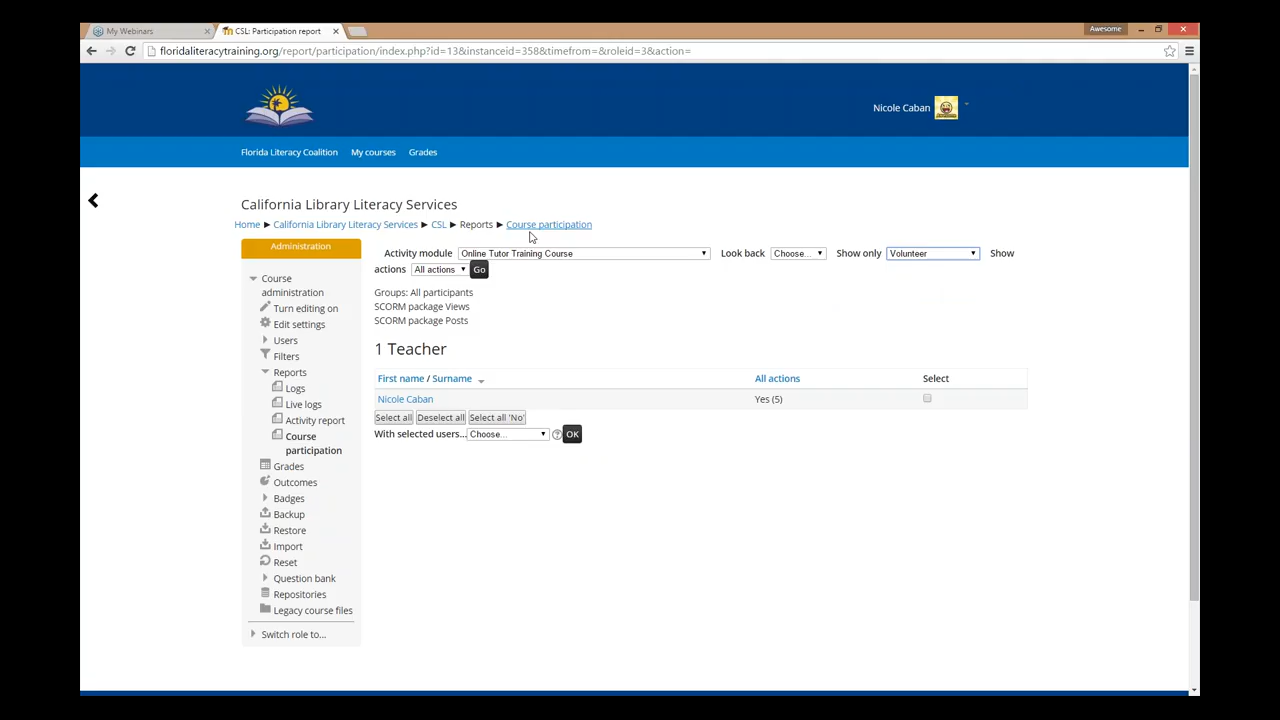 My Webinars
CSL: Participation report
Awesome
floridaliteracytraining.org/report/participation/index.php?id=13&instanceid=358&timefrom=&roleid=3&action=
Nicole Caban
Florida Literacy Coalition My courses Grades
California Library Literacy Services
Home ► California Library Literacy Services ► CSL ► Reports ► Course participation
Administration
Course administration
Turn editing on
Edit settings
Users
Filters
Reports
Logs
Live logs
Activity report
Course participation
Grades
Outcomes
Badges
Backup
Restore
Import
Reset
Question bank
Repositories
Legacy course files
Switch role to...
Activity module Online Tutor Training Course Look back Choose... Show only Volunteer Show
actions All actions Go
Groups: All participants
SCORM package Views
SCORM package Posts
1 Teacher
First name / Surname All actions Select
Nicole Caban Yes (5)
Select all Deselect all Select all 'No'
With selected users... Choose... OK